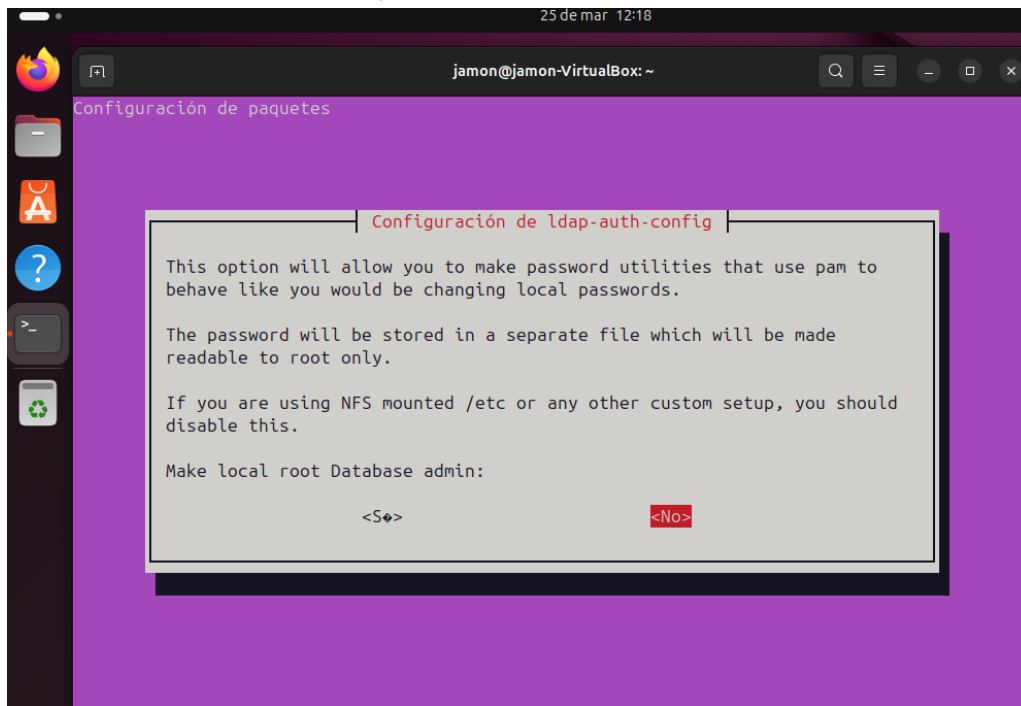 25 de mar 12:18
jamon@jamon-VirtualBox: ~
Configuración de paquetes
Configuración de ldap-auth-config
This option will allow you to make password utilities that use pam to
behave like you would be changing local passwords.
The password will be stored in a separate file which will be made
readable to root only.
If you are using NFS mounted /etc or any other custom setup, you should
disable this.
Make local root Database admin:
<S�> <No>